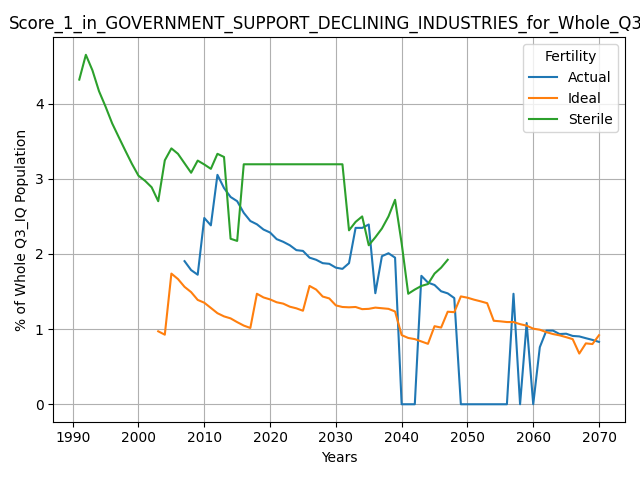 Score_1_in_GOVERNMENT_SUPPORT_DECLINING_INDUSTRIES_for_Whole_Q3
Fertility
Actual
Ideal
Sterile
% of Whole Q3_IQ Population
4
3
2
1
0
1990 2000 2010 2020 2030 2040 2050 2060 2070
Years